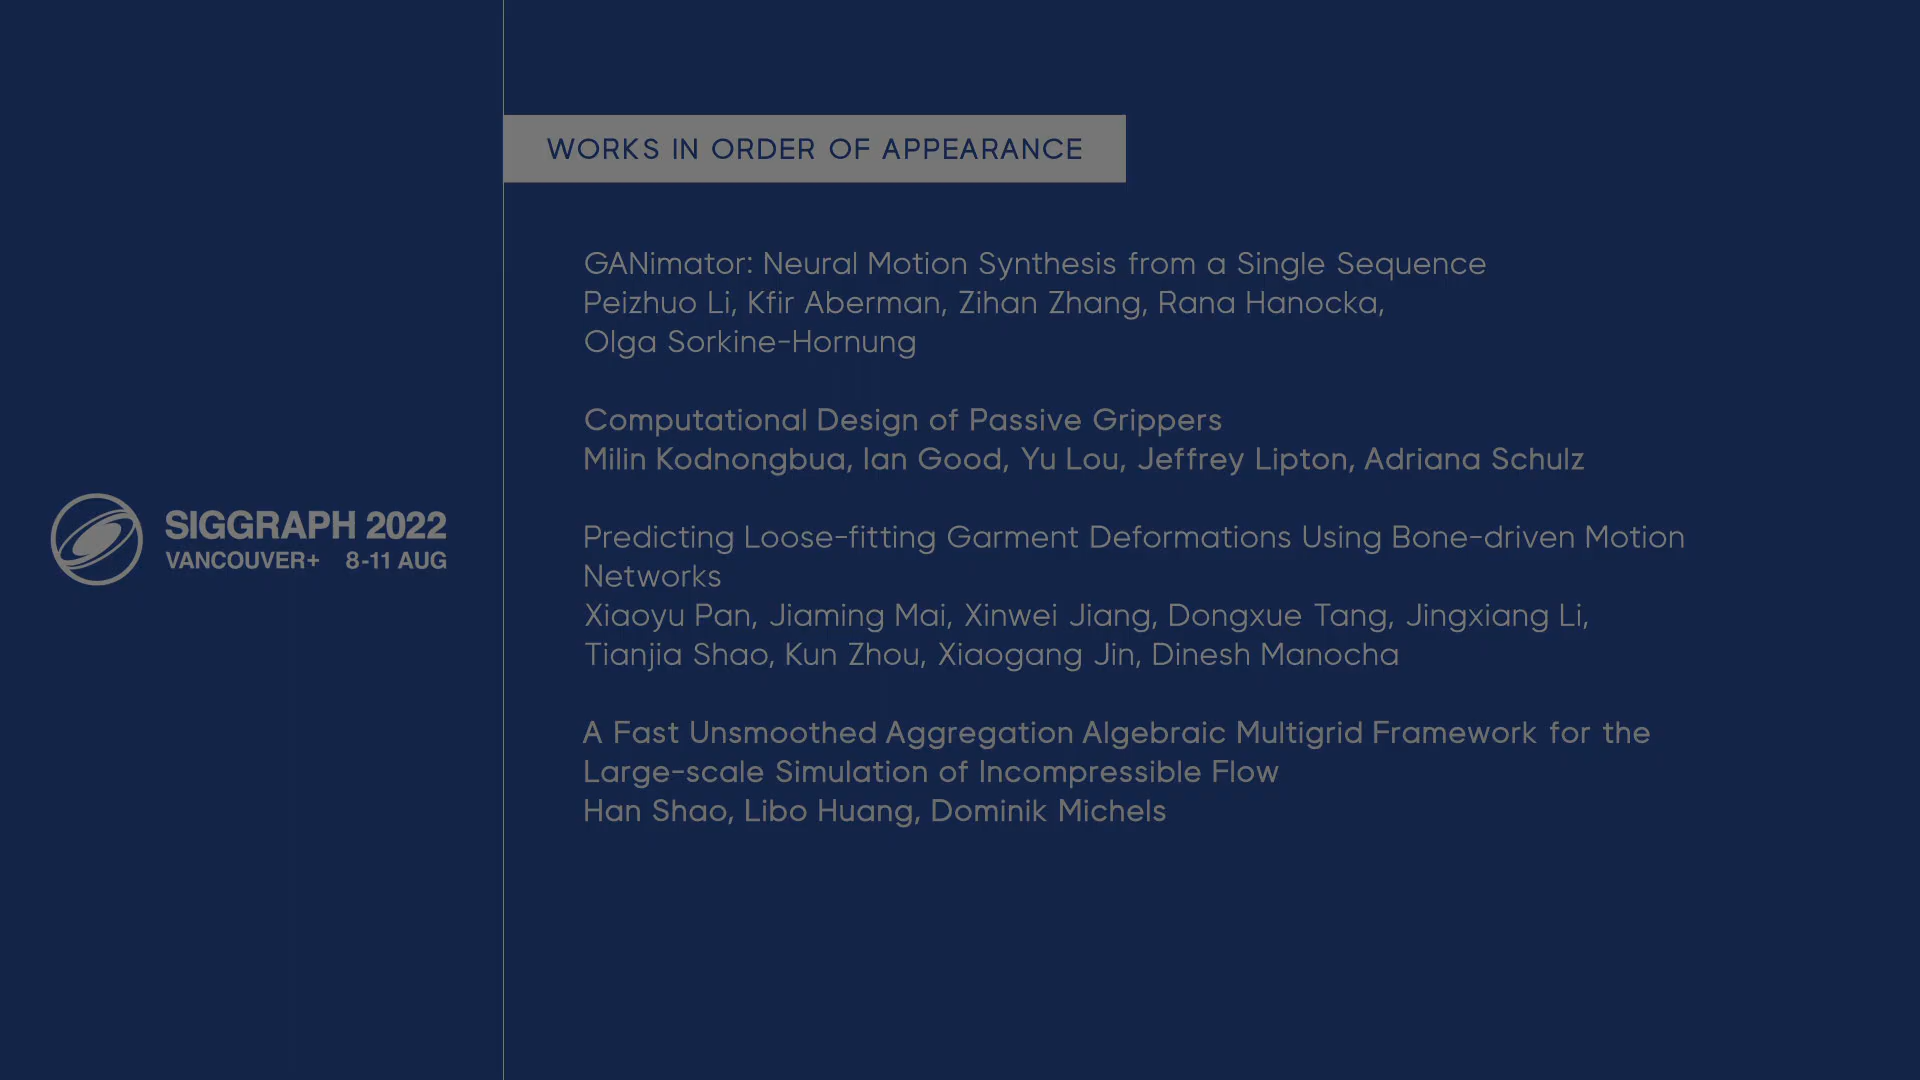 SIGGRAPH 2022
VANCOUVER+ 8-11 AUG
WORKS IN ORDER OF APPEARANCE
GANimator: Neural Motion Synthesis from a Single Sequence
Peizhuo Li, Kfir Aberman, Zihan Zhang, Rana Hanocka,
Olga Sorkine-Hornung
Computational Design of Passive Grippers
Milin Kodnongbua, Ian Good, Yu Lou, Jeffrey Lipton, Adriana Schulz
Predicting Loose-fitting Garment Deformations Using Bone-driven Motion
Networks
Xiaoyu Pan, Jiaming Mai, Xinwei Jiang, Dongxue Tang, Jingxiang Li,
Tianjia Shao, Kun Zhou, Xiaogang Jin, Dinesh Manocha
A Fast Unsmoothed Aggregation Algebraic Multigrid Framework for the
Large-scale Simulation of Incompressible Flow
Han Shao, Libo Huang, Dominik Michels